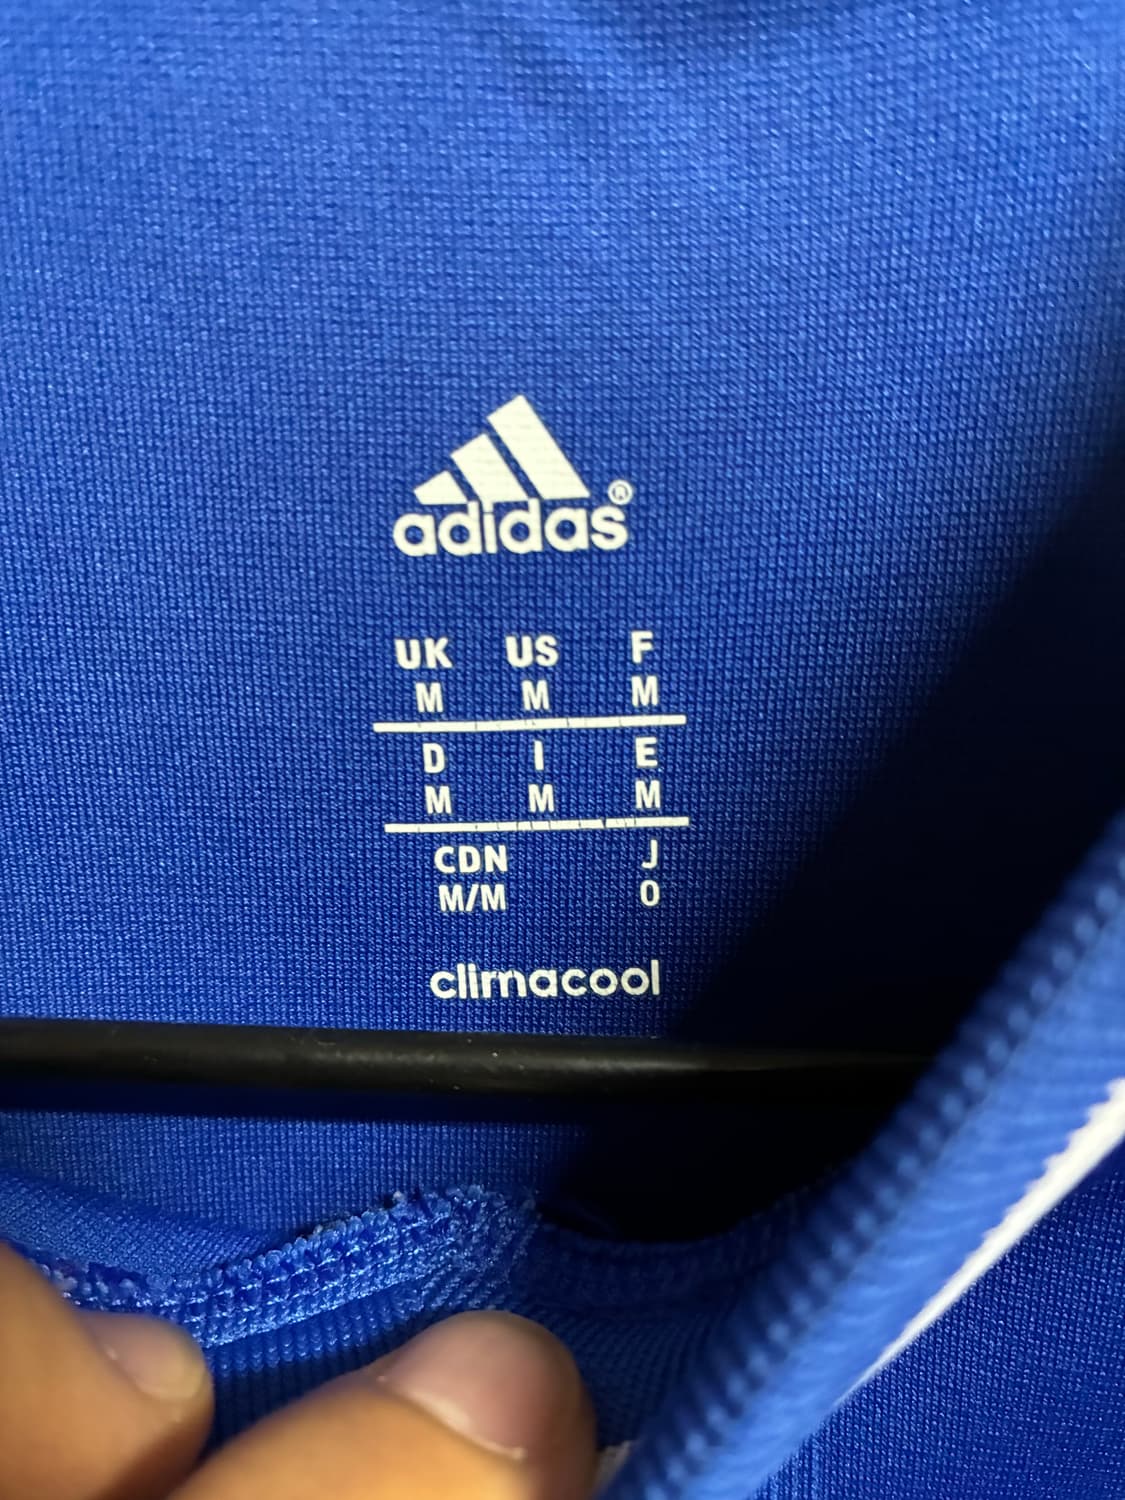 adidas®
UK US F
M M M
D I E
M M M
CDN J
M/M O
climacool